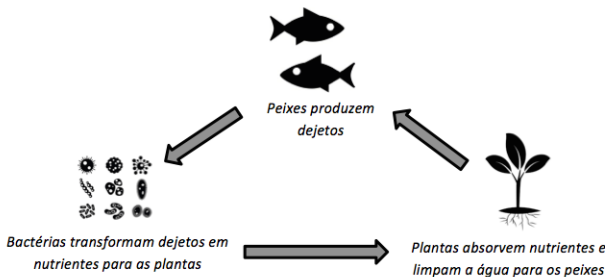 Peixes produzem
dejetos
Bactérias transformam dejetos em
nutrientes para as plantas
Plantas absorvem nutrientes e
limpam a água para os peixes